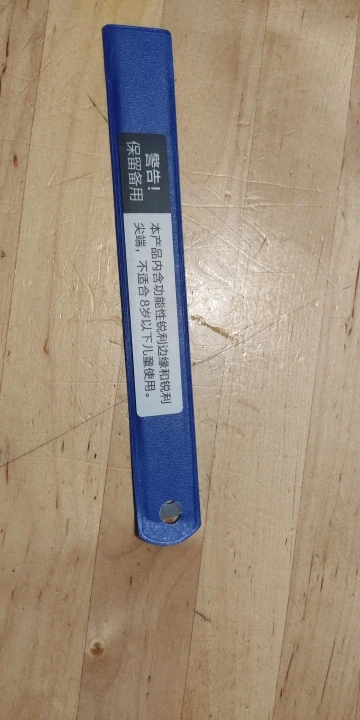 警告！
保留备用
本产品内含功能性锐利边缘和锐利
尖端，不适合8岁以下儿童使用。